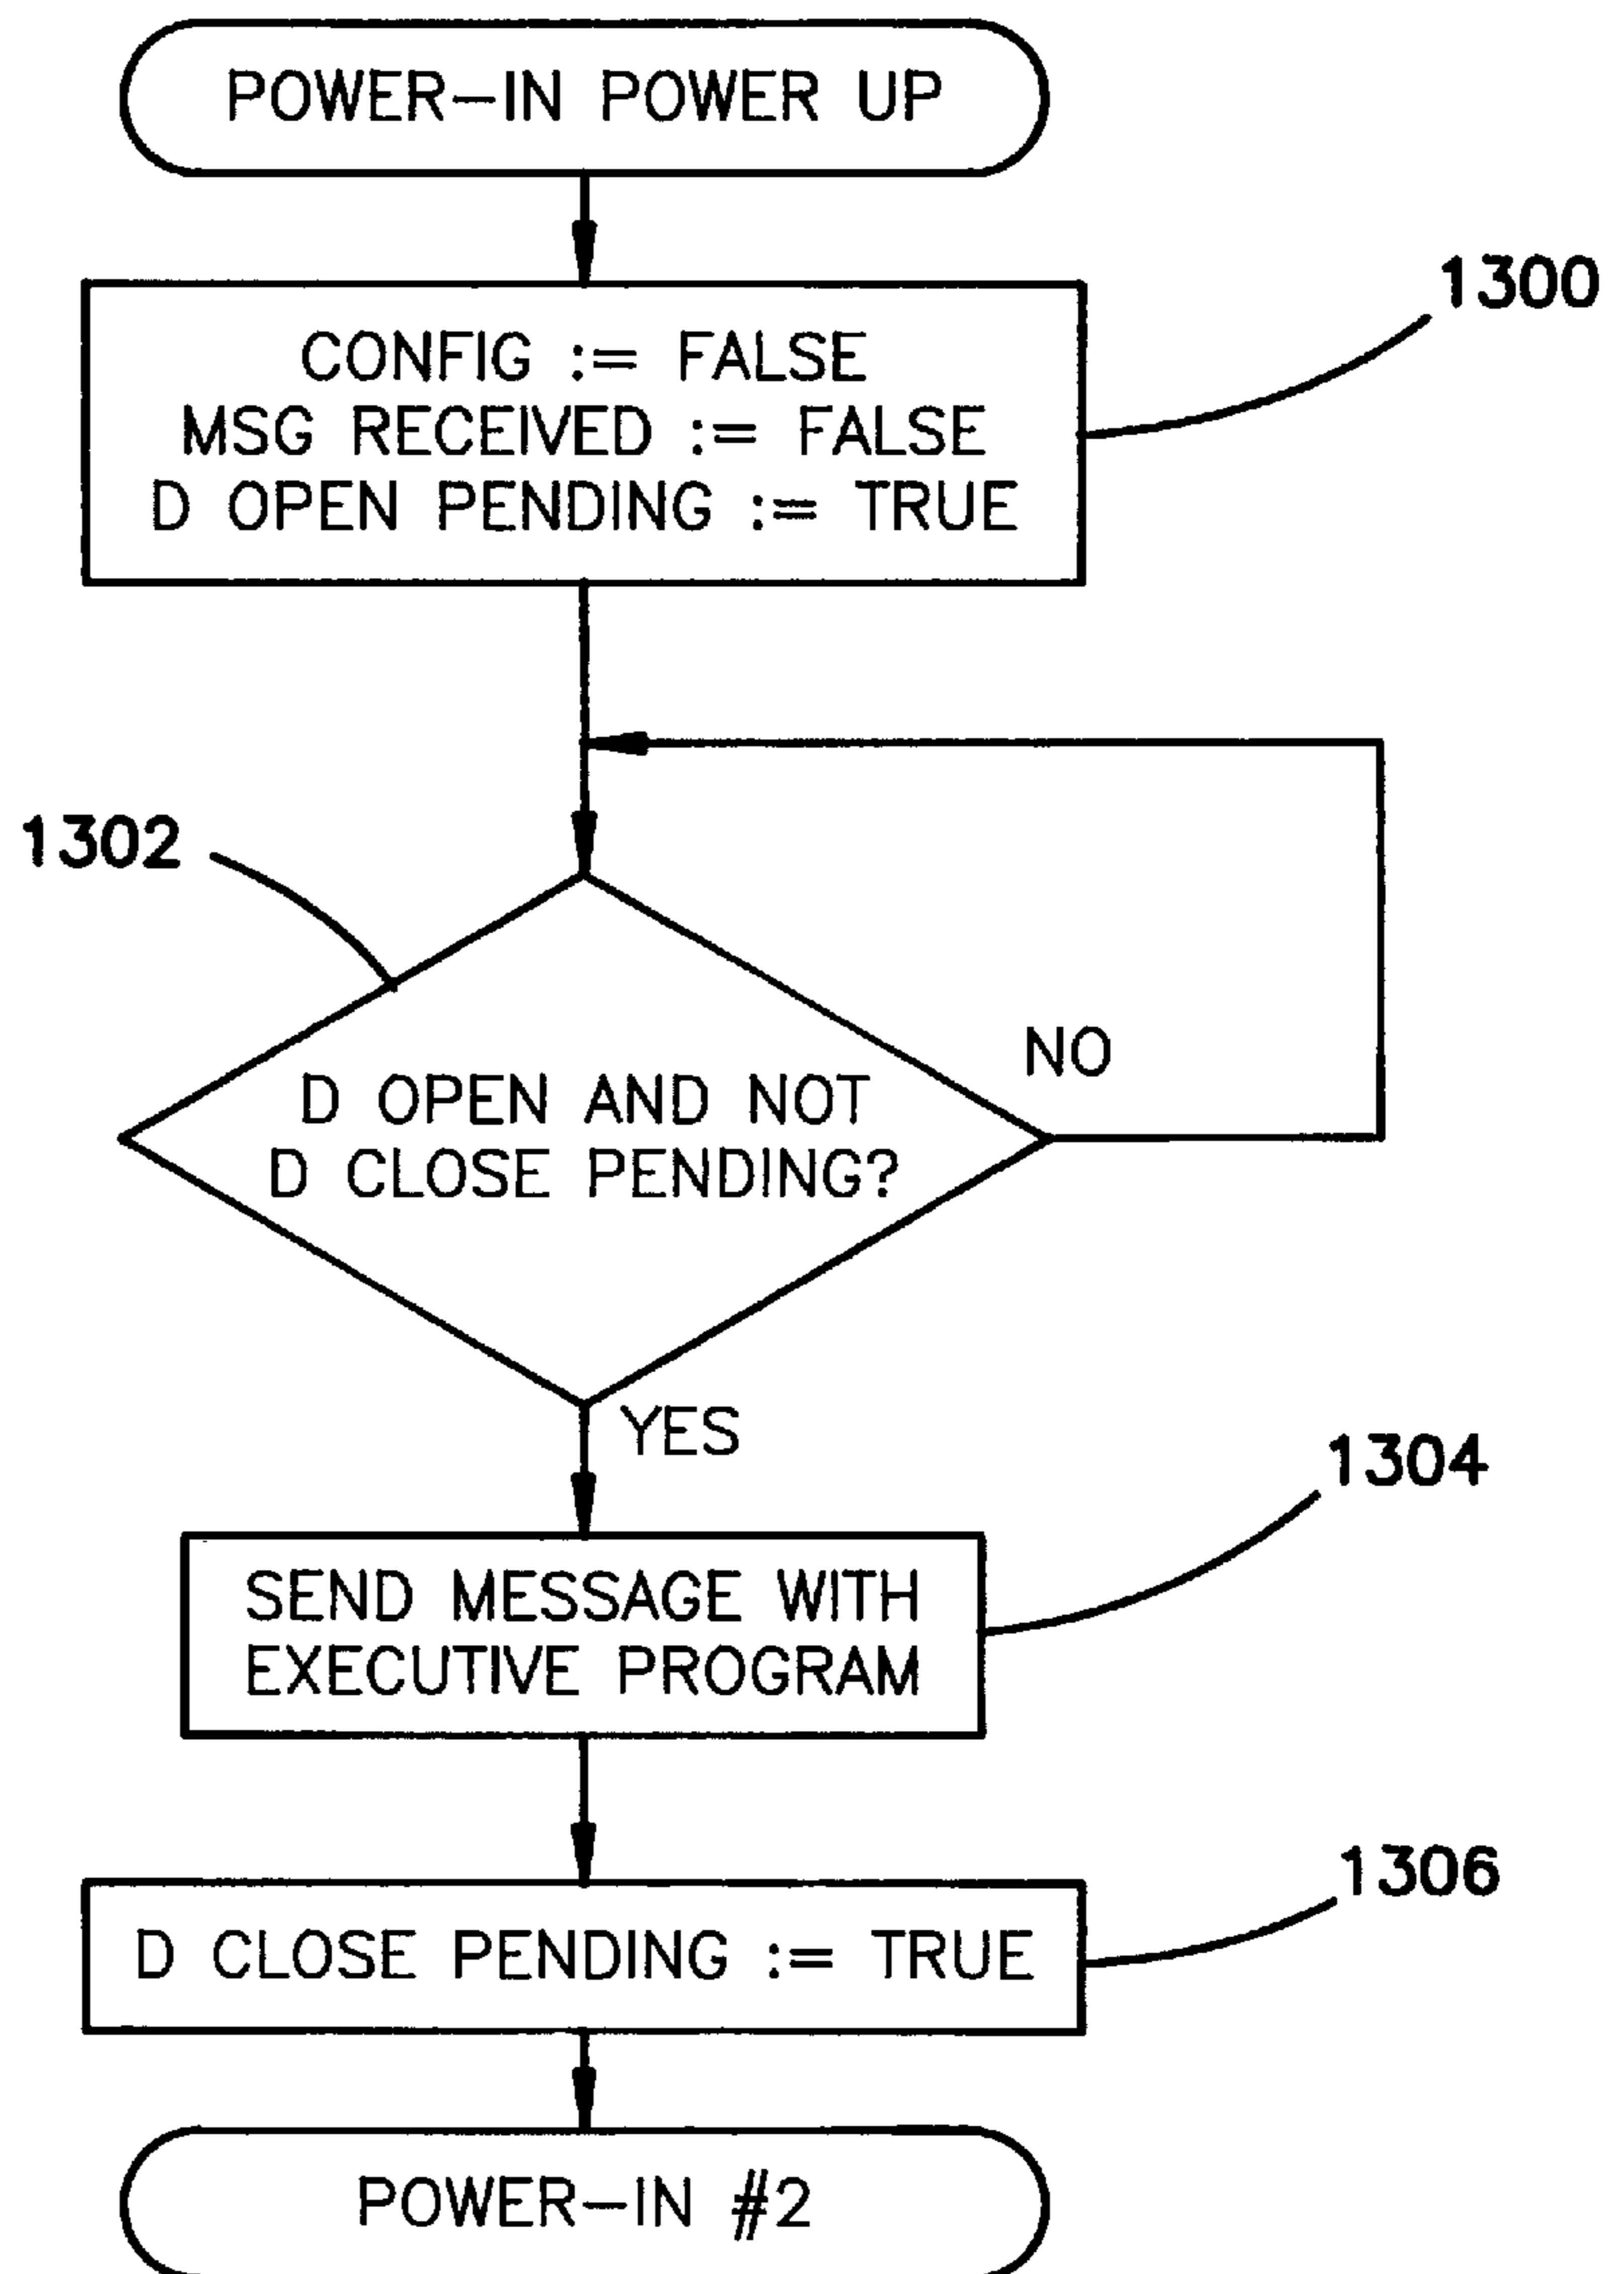 POWER-IN POWER UP
1300
CONFIG := FALSE
MSG RECEIVED := FALSE
D OPEN PENDING := TRUE
1302
NO
D OPEN AND NOT
D CLOSE PENDING?
YES
1304
SEND MESSAGE WITH
EXECUTIVE PROGRAM
1306
D CLOSE PENDING := TRUE
POWER-IN #2